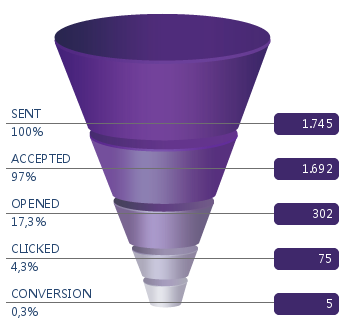 SENT
100%
1.745
ACCEPTED
97%
1.692
OPENED
17,3%
302
CLICKED
4,3%
75
CONVERSION
0,3%
5